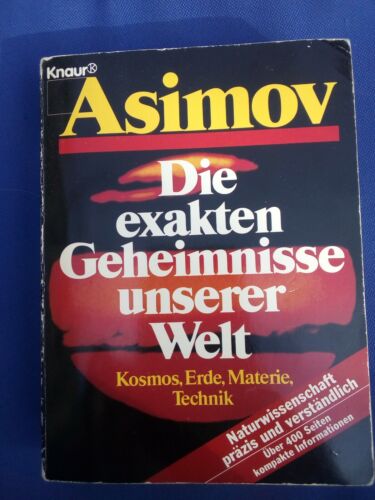 Knaur K
Asimov
Die
exakten
Geheimnisse
unserer
Welt
Kosmos, Erde, Materie,
Technik
Naturwissenschaft
präzis und verständlich
Über 400 Seiten
kompakte Informationen